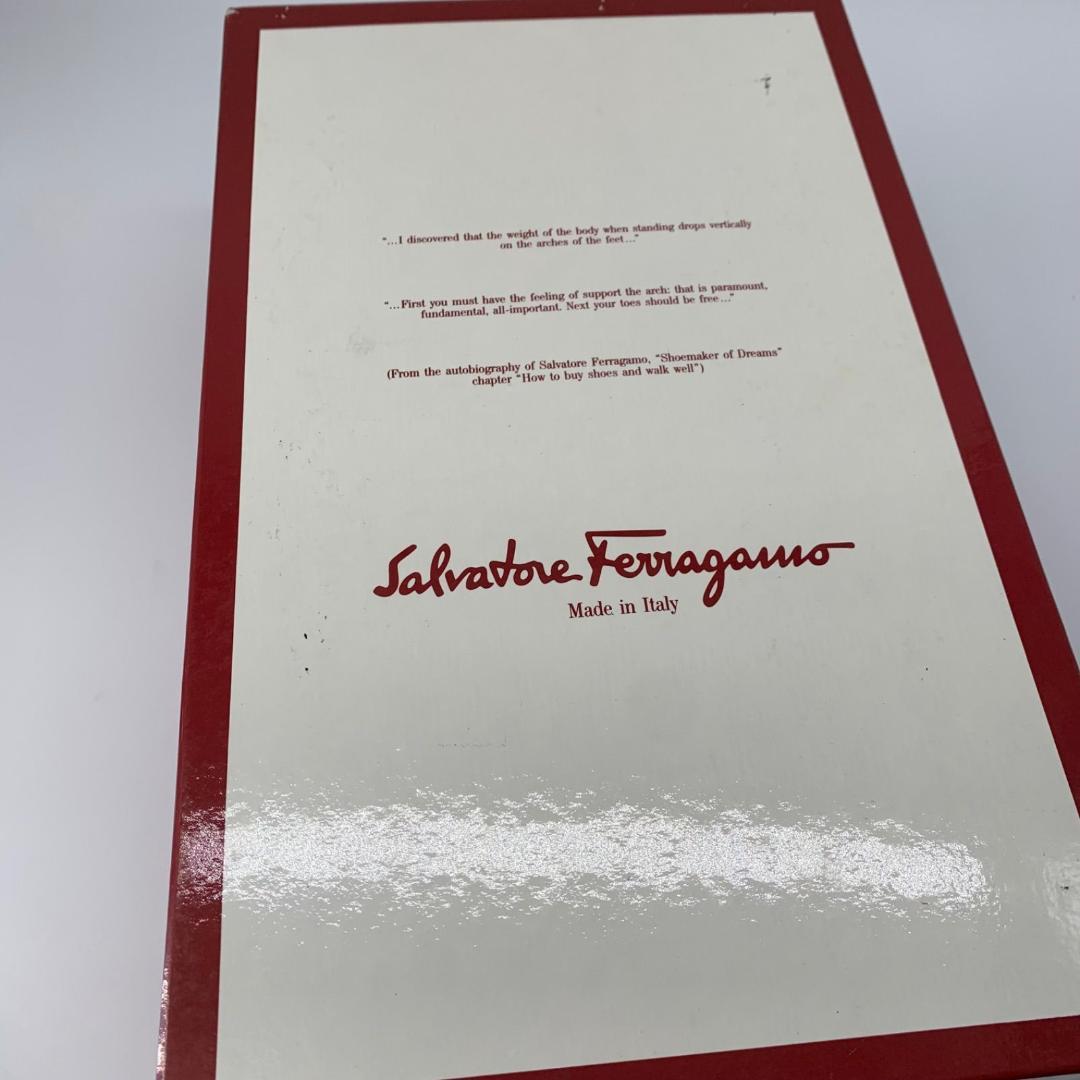 “...I discovered that the weight of the body when standing drops vertically
on the arches of the feet...”
“...First you must have the feeling of support the arch: that is paramount,
fundamental, all-important. Next your toes should be free...”
(From the autobiography of Salvatore Ferragamo, “Shoemaker of Dreams”
chapter “How to buy shoes and walk well”)
Salvatore Ferragamo
Made in Italy